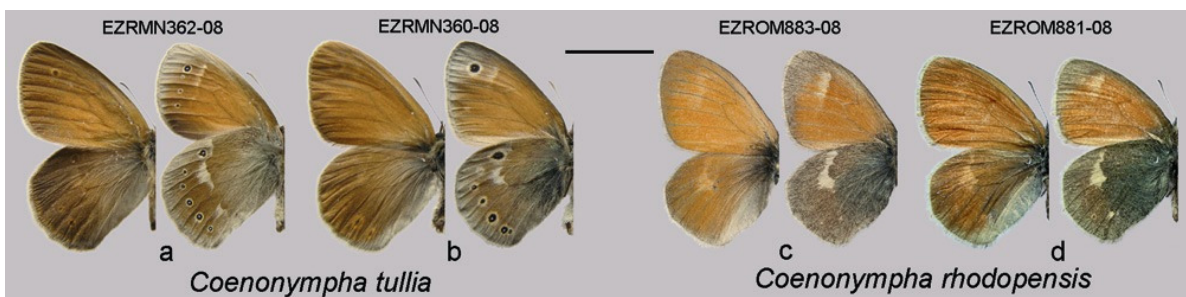 EZRMN362-08 EZRMN360-08 EZROM883-08 EZROM881-08
a b c d
Coenonympha tullia Coenonympha rhodopensis